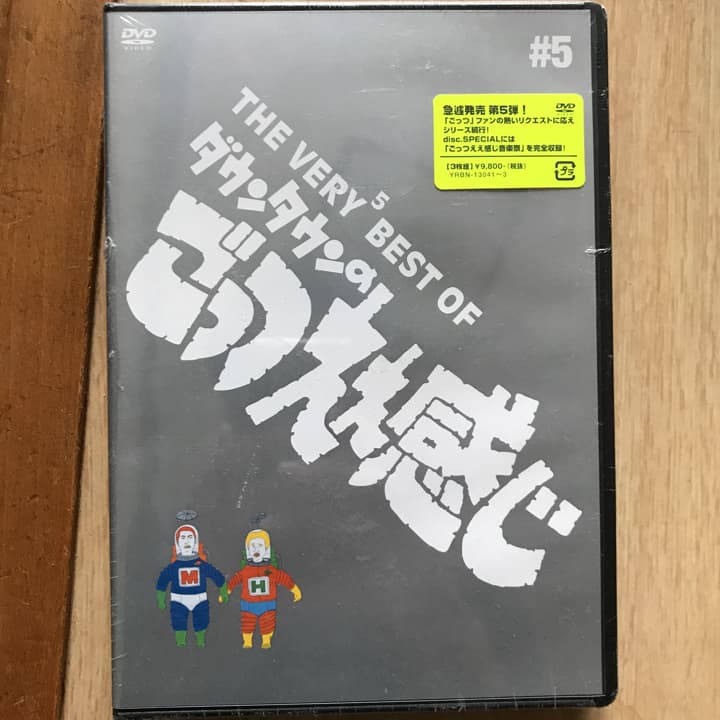 DVD
VIDEO
#5
急遽発売 第5弾!
DVD
「ごっつ」ファンの熱いリクエストに応え
シリーズ続行!
disc.SPECIALには
「ごっつええ感じ音楽祭」を完全収録!
【3枚組】¥9,800-(税抜)
YRBN-13041~3
タテ
THE VERY 5 BEST OF
ダウンタウンの
ごっつええ感じ
M
H